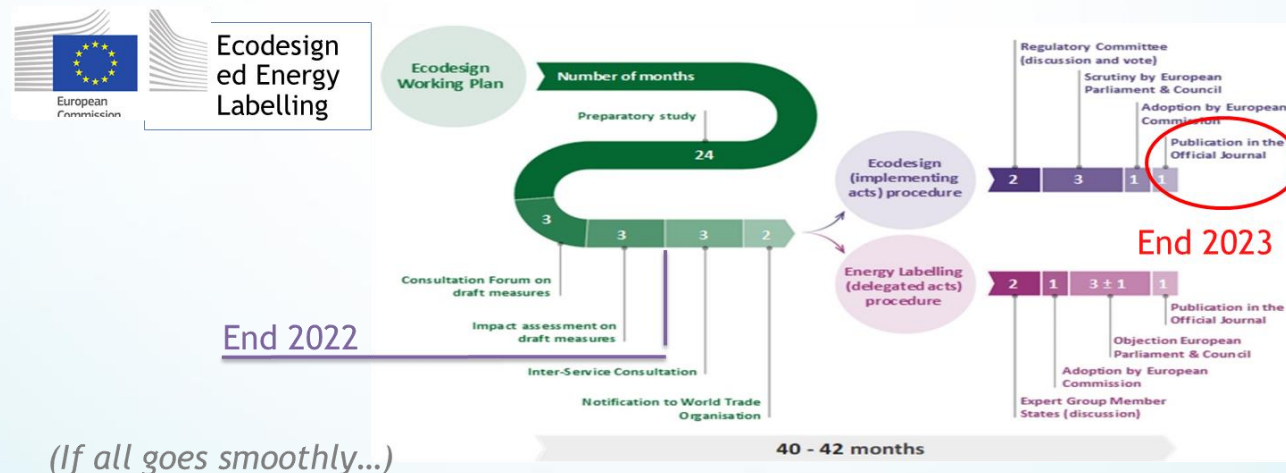 European
Commission
Ecodesign
ed Energy
Labelling
Ecodesign
Working Plan
Number of months
Preparatory study
24
3
3
3
2
Consultation Forum on
draft measures
Impact assessment on
draft measures
Inter-Service Consultation
Notification to World Trade
Organisation
End 2022
Ecodesign
(implementing
acts) procedure
Regulatory Committee
(discussion and vote)
Scrutiny by European
Parliament & Council
Adoption by European
Commission
Publication in the
Official Journal
2
3
1
1
End 2023
Energy Labelling
(delegated acts)
procedure
2
1
3 ± 1
1
Publication in the
Official Journal
Objection European
Parliament & Council
Adoption by European
Commission
Expert Group Member
States (discussion)
40 - 42 months
(If all goes smoothly…)